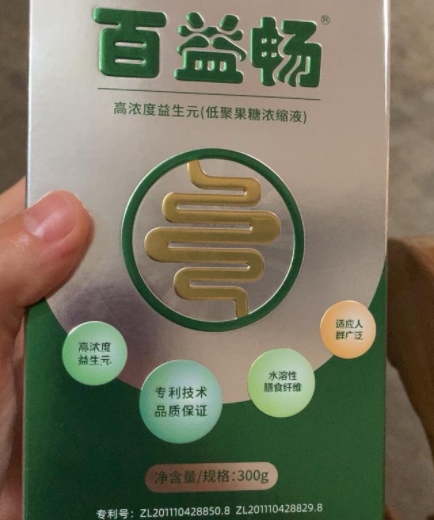 百益畅®
高浓度益生元(低聚果糖浓缩液)
适应人
群广泛
高浓度
益生元
水溶性
膳食纤维
专利技术
品质保证
净含量/规格:300g
专利号: ZL201110428850.8 ZL201110428829.8